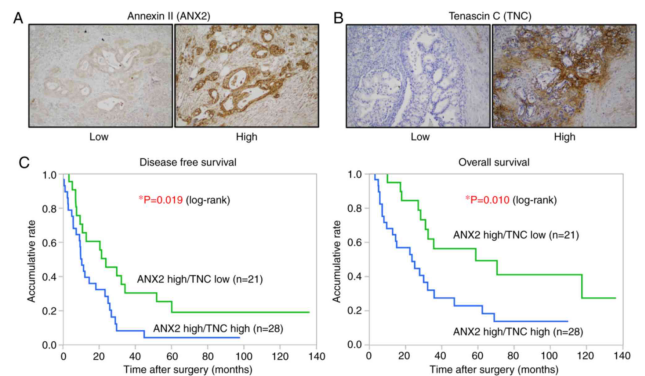 A
Annexin II (ANX2)
Low
High
B
Tenascin C (TNC)
Low
High
C
Disease free survival
Accumulative rate
1.0
0.8
0.6
0.4
0.2
0.0
*P=0.019 (log-rank)
ANX2 high/TNC low (n=21)
ANX2 high/TNC high (n=28)
0 20 40 60 80 100 120 140
Time after surgery (months)
Overall survival
Accumulative rate
1.0
0.8
0.6
0.4
0.2
0.0
*P=0.010 (log-rank)
ANX2 high/TNC low (n=21)
ANX2 high/TNC high (n=28)
0 20 40 60 80 100 120 140
Time after surgery (months)